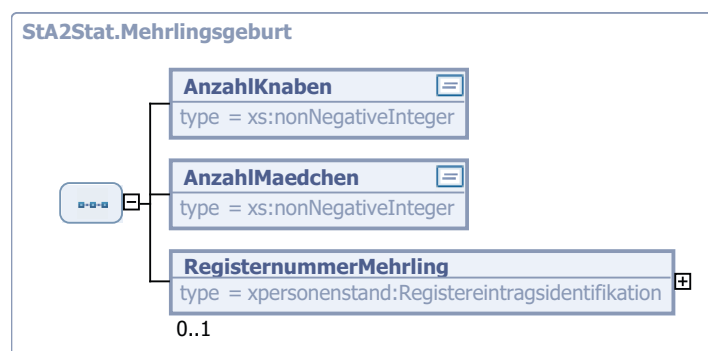 StA2Stat.Mehrlingsgeburt
AnzahlKnaben
type = xs:nonNegativeInteger
AnzahlMaedchen
type = xs:nonNegativeInteger
RegisternummerMehrling
type = xpersonenstand:Registereintragsidentifikation
0..1